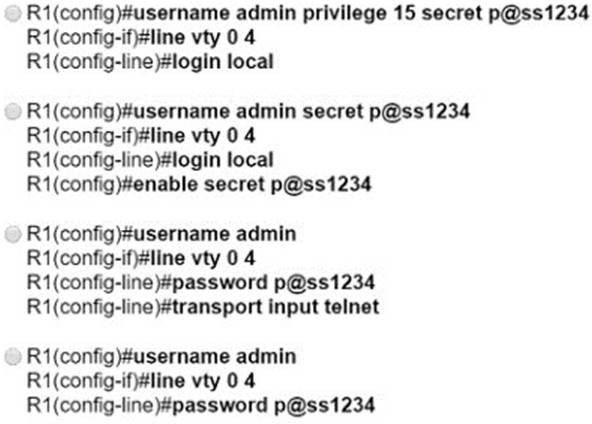 R1(config)#username admin privilege 15 secret p@ss1234
R1(config-if)#line vty 0 4
R1(config-line)#login local
R1(config)#username admin secret p@ss1234
R1(config-if)#line vty 0 4
R1(config-line)#login local
R1(config)#enable secret p@ss1234
R1(config)#username admin
R1(config-if)#line vty 0 4
R1(config-line)#password p@ss1234
R1(config-line)#transport input telnet
R1(config)#username admin
R1(config-if)#line vty 0 4
R1(config-line)#password p@ss1234